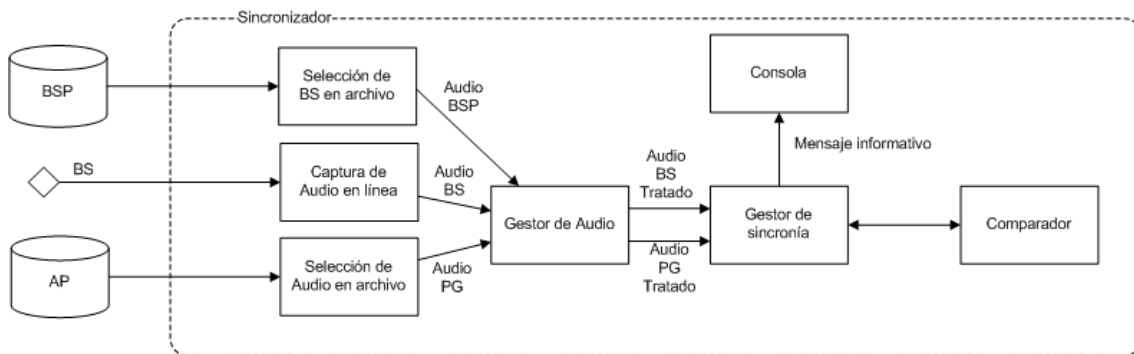 Sincronizador
BSP
Selección de
BS en archivo
Audio
BSP
Consola
Mensaje informativo
BS
Captura de
Audio en línea
Audio
BS
Gestor de Audio
Audio
BS
Tratado
Gestor de
sincronía
Comparador
AP
Selección de
Audio en archivo
Audio
PG
Audio
PG
Tratado